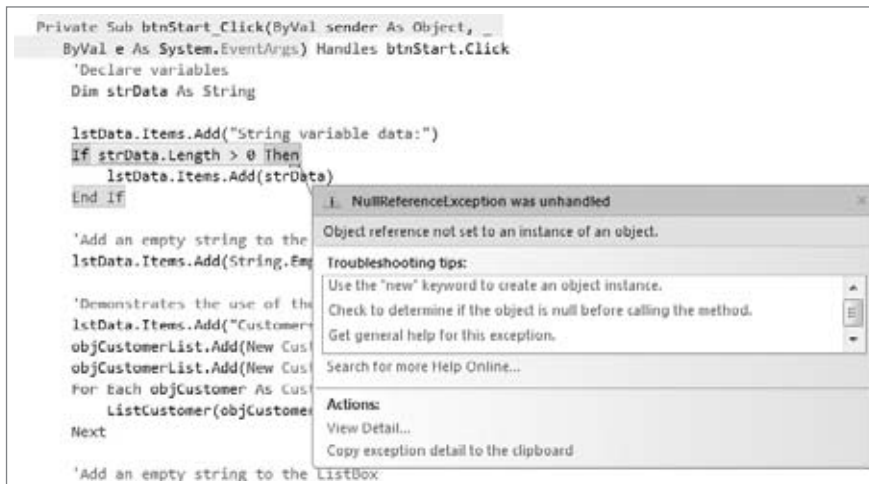 Private Sub btnStart_Click(ByVal sender As Object, _
ByVal e As System.EventArgs) Handles btnStart.Click
'Declare variables
Dim strData As String
lstData.Items.Add("String variable data:")
If strData.Length > 0 Then
lstData.Items.Add(strData)
End If
'Add an empty string to the
lstData.Items.Add(String.Emp
'Demonstrates the use of the
lstData.Items.Add("Customer
objCustomerList.Add(New Cust
objCustomerList.Add(New Cust
For Each objCustomer As Cust
ListCustomer(objCustomer
Next
'Add an empty string to the ListBox
NullReferenceException was unhandled
Object reference not set to an instance of an object.
Troubleshooting tips:
Use the "new" keyword to create an object instance.
Check to determine if the object is null before calling the method.
Get general help for this exception.
Search for more Help Online...
Actions:
View Detail...
Copy exception detail to the clipboard